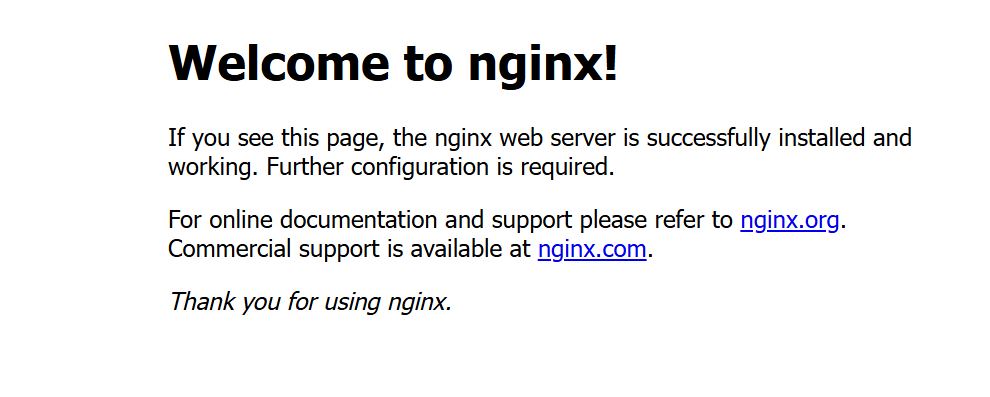 Welcome to nginx!
If you see this page, the nginx web server is successfully installed and
working. Further configuration is required.
For online documentation and support please refer to nginx.org.
Commercial support is available at nginx.com.
Thank you for using nginx.